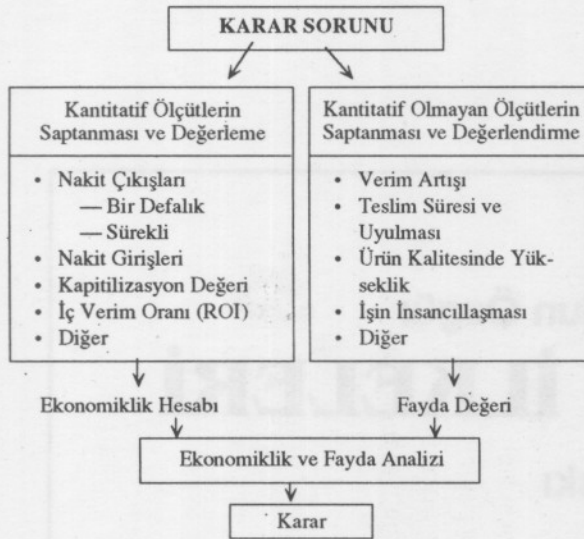 KARAR SORUNU
Kantitatif Ölçütlerin
Saptanması ve Değerleme
• Nakit Çıkışları
— Bir Defalık
— Sürekli
• Nakit Girişleri
• Kapitilizasyon Değeri
• İç Verim Oranı (ROI)
• Diğer
Ekonomiklik Hesabı
Kantitatif Olmayan Ölçütlerin
Saptanması ve Değerlendirme
• Verim Artışı
• Teslim Süresi ve
Uyulması
• Ürün Kalitesinde Yük-
seklik
• İşin İnsancıllaşması
• Diğer
Fayda Değeri
Ekonomiklik ve Fayda Analizi
Karar